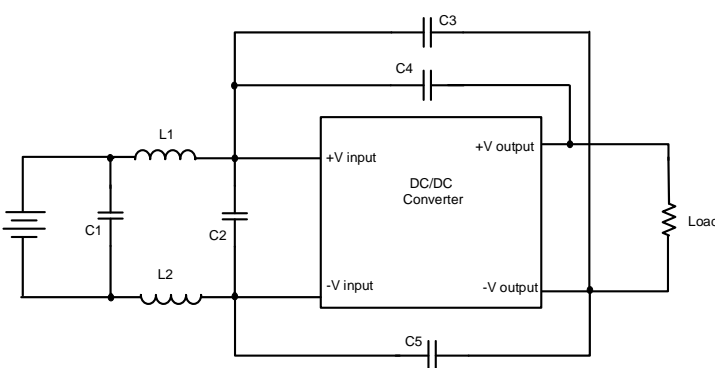 C3
C4
L1
+V input
+V output
DC/DC
Converter
C1
C2
Load
L2
-V input
-V output
C5